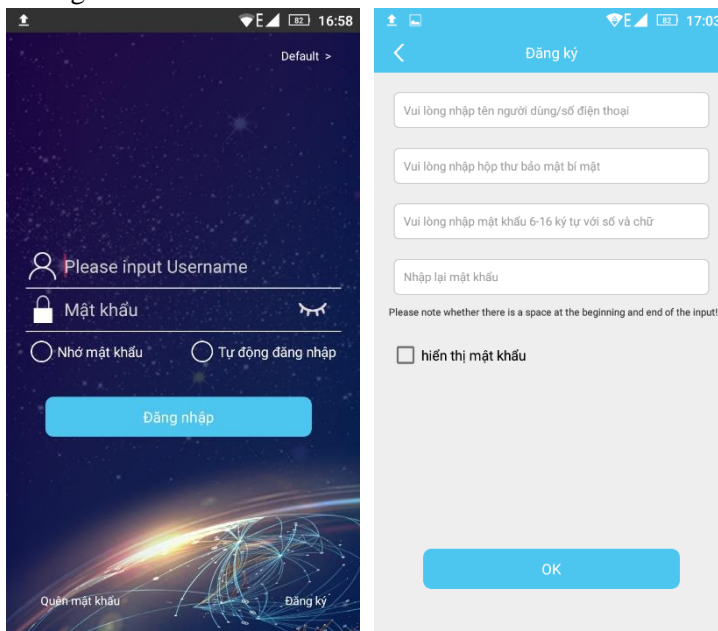 E 82 16:58
Default >
Please input Username
Mật khẩu
Nhớ mật khẩu Tự động đăng nhập
Đăng nhập
Quên mật khẩu Đăng ký
E 82 17:03
Đăng ký
Vui lòng nhập tên người dùng/số điện thoại
Vui lòng nhập hộp thư bảo mật bí mật
Vui lòng nhập mật khẩu 6-16 ký tự với số và chữ
Nhập lại mật khẩu
Please note whether there is a space at the beginning and end of the input!
hiển thị mật khẩu
OK